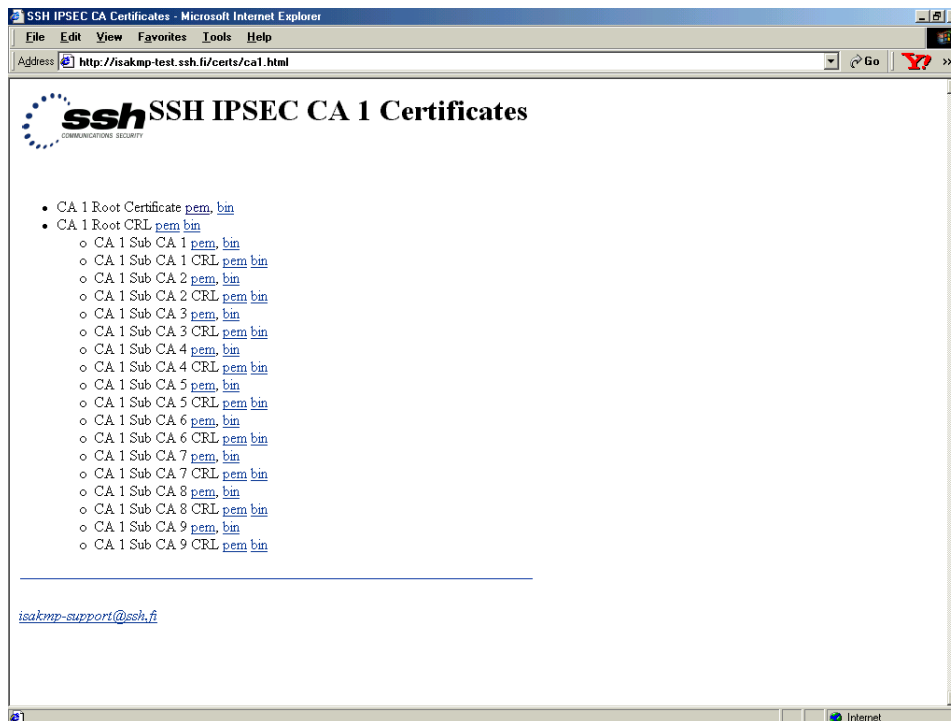 SSH IPSEC CA Certificates - Microsoft Internet Explorer
File Edit View Favorites Tools Help
Address http://isakmp-test.ssh.fi/certs/ca1.html Go Y! »
ssh SSH IPSEC CA 1 Certificates
COMMUNICATIONS SECURITY
• CA 1 Root Certificate pem, bin
• CA 1 Root CRL pem bin
o CA 1 Sub CA 1 pem, bin
o CA 1 Sub CA 1 CRL pem bin
o CA 1 Sub CA 2 pem, bin
o CA 1 Sub CA 2 CRL pem bin
o CA 1 Sub CA 3 pem, bin
o CA 1 Sub CA 3 CRL pem bin
o CA 1 Sub CA 4 pem, bin
o CA 1 Sub CA 4 CRL pem bin
o CA 1 Sub CA 5 pem, bin
o CA 1 Sub CA 5 CRL pem bin
o CA 1 Sub CA 6 pem, bin
o CA 1 Sub CA 6 CRL pem bin
o CA 1 Sub CA 7 pem, bin
o CA 1 Sub CA 7 CRL pem bin
o CA 1 Sub CA 8 pem, bin
o CA 1 Sub CA 8 CRL pem bin
o CA 1 Sub CA 9 pem, bin
o CA 1 Sub CA 9 CRL pem bin
isakmp-support@ssh.fi
Internet